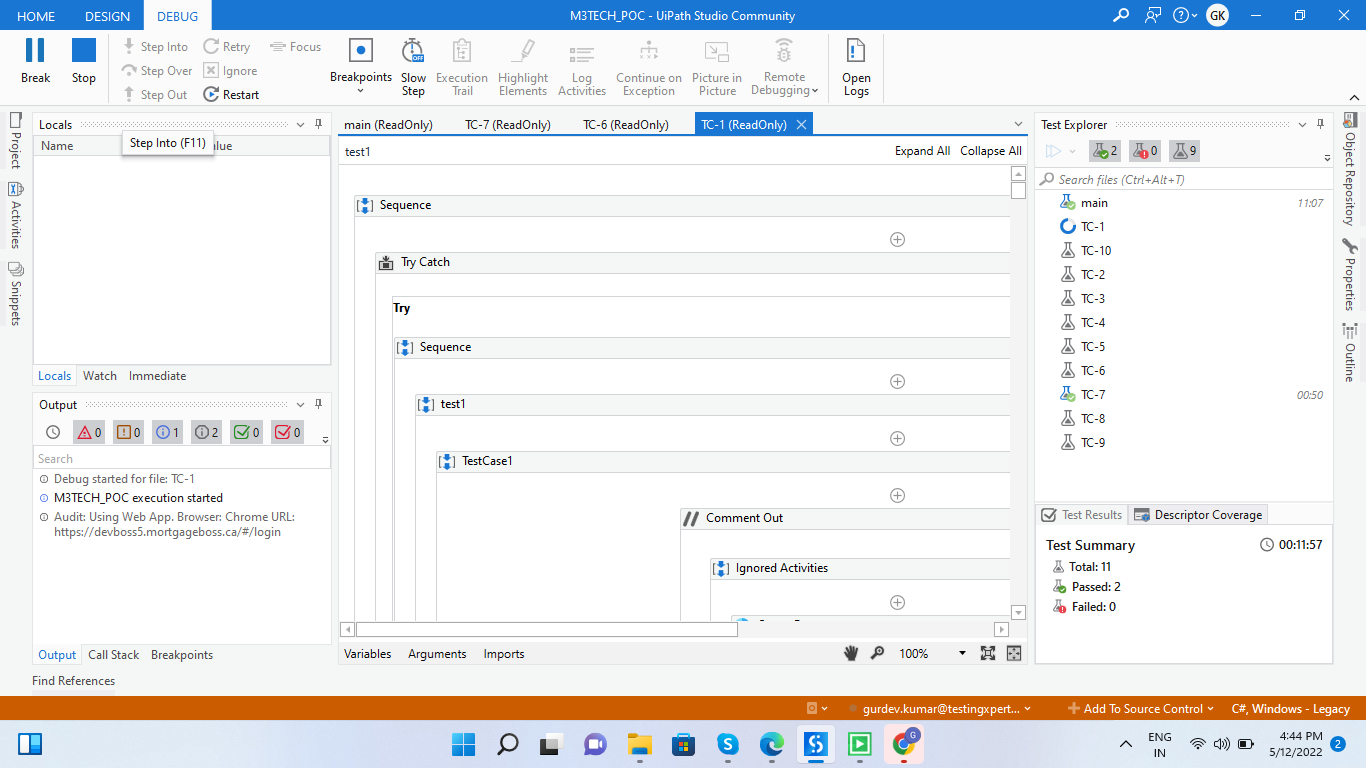 HOME DESIGN DEBUG M3TECH_POC - UiPath Studio Community GK
Break
Stop
Step Into
Step Over
Step Out
Retry
Ignore
Restart
Focus
Breakpoints
Slow
Step
OFF
Execution
Trail
Highlight
Elements
Log
Activities
Continue on
Exception
Picture in
Picture
Remote
Debugging
Open
Logs
Project
Activities
Snippets
Locals
Name
alue
Step Into (F11)
Locals Watch Immediate
Output
0 0 1 2 0 0
Search
Debug started for file: TC-1
M3TECH_POC execution started
Audit: Using Web App. Browser: Chrome URL:
https://devboss5.mortgageboss.ca/#/login
Output Call Stack Breakpoints
Find References
main (ReadOnly) TC-7 (ReadOnly) TC-6 (ReadOnly) TC-1 (ReadOnly)
test1 Expand All Collapse All
Sequence
Try Catch
Try
Sequence
test1
TestCase1
Comment Out
Ignored Activities
Variables Arguments Imports 100%
Test Explorer
2 0 9
Search files (Ctrl+Alt+T)
main 11:07
TC-1
TC-10
TC-2
TC-3
TC-4
TC-5
TC-6
TC-7 00:50
TC-8
TC-9
Test Results Descriptor Coverage
Test Summary 00:11:57
Total: 11
Passed: 2
Failed: 0
Object Repository
Properties
Outline
gurdev.kumar@testingxpert... Add To Source Control C#, Windows - Legacy
G
ENG
IN
4:44 PM
5/12/2022
2